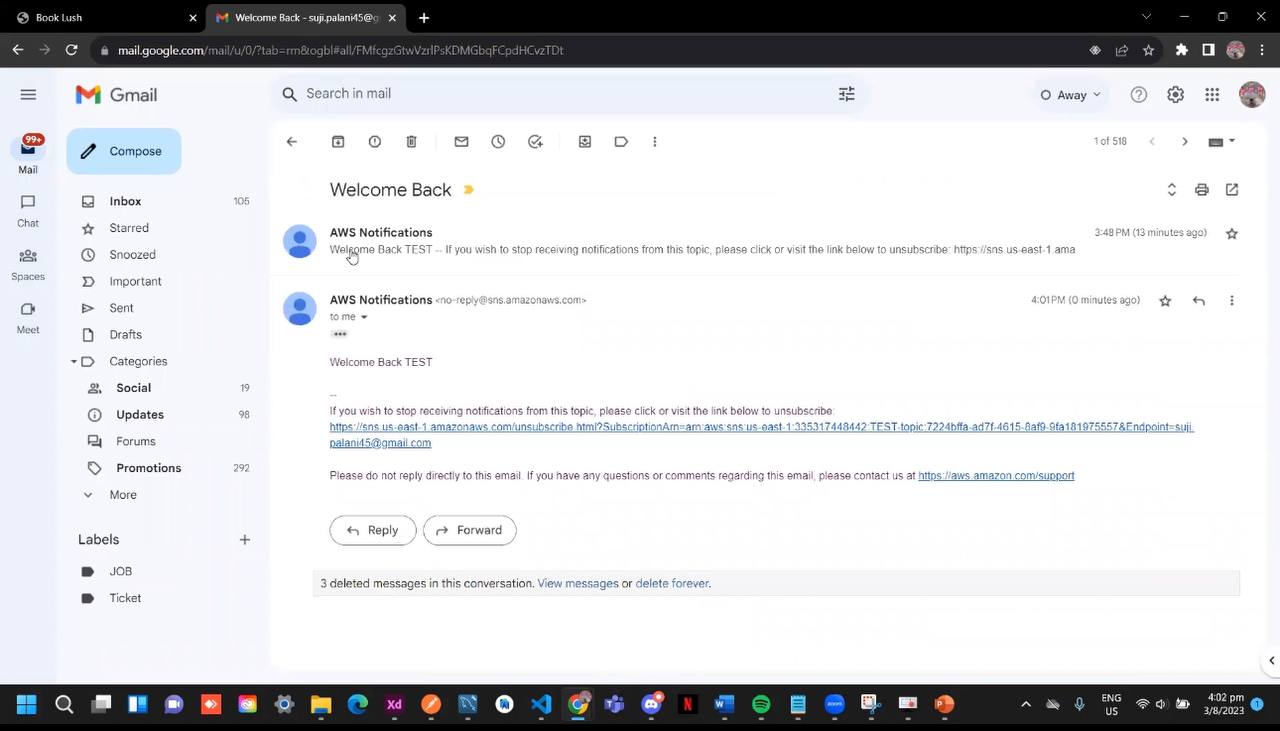 Book Lush
Welcome Back - suji.palani45@g
mail.google.com/mail/u/0/?tab=rm&ogbl#all/FMfcgzGtwVzrlPsKDMGbqFCpdHCvzTDt
Gmail
Search in mail
Away
99+
Mail
Compose
1 of 518
Chat
Spaces
Meet
Inbox 105
Starred
Snoozed
Important
Sent
Drafts
Categories
Social 19
Updates 98
Forums
Promotions 292
More
Labels
JOB
Ticket
Welcome Back
AWS Notifications 3:48 PM (13 minutes ago)
Welcome Back TEST -- If you wish to stop receiving notifications from this topic, please click or visit the link below to unsubscribe: https://sns.us-east-1.ama
AWS Notifications <no-reply@sns.amazonaws.com> 4:01 PM (0 minutes ago)
to me
Welcome Back TEST
--
If you wish to stop receiving notifications from this topic, please click or visit the link below to unsubscribe:
https://sns.us-east-1.amazonaws.com/unsubscribe.html?SubscriptionArn=arn:aws:sns:us-east-1:335317448442:TEST-topic:7224bffa-ad7f-4615-8af9-9fa181975557&Endpoint=suji.
palani45@gmail.com
Please do not reply directly to this email. If you have any questions or comments regarding this email, please contact us at https://aws.amazon.com/support
Reply
Forward
3 deleted messages in this conversation. View messages or delete forever.
Xd
ENG
US
4:02 pm
3/8/2023
1